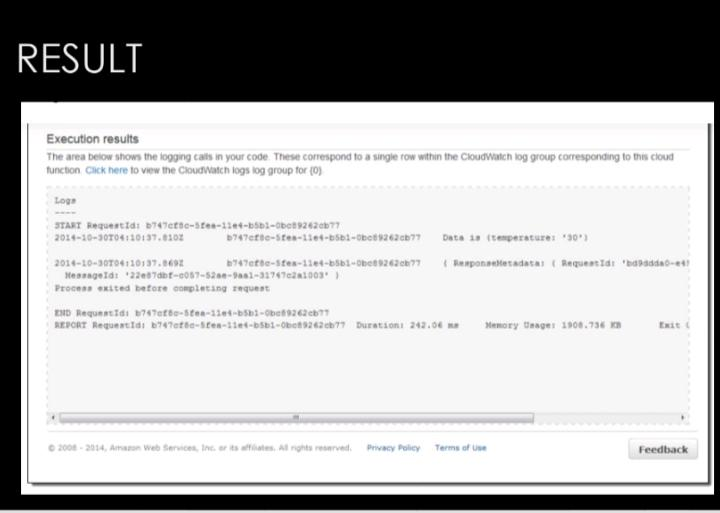 RESULT
Execution results
The area below shows the logging calls in your code. These correspond to a single row within the CloudWatch log group corresponding to this cloud
function. Click here to view the CloudWatch logs log group for {0}.
Logs
----
START RequestId: b747cf8c-5fea-11e4-b5b1-0bc89262cb77
2014-10-30T04:10:37.810Z b747cf8c-5fea-11e4-b5b1-0bc89262cb77 Data is (temperature: '30')
2014-10-30T04:10:37.869Z b747cf8c-5fea-11e4-b5b1-0bc89262cb77 { ResponseMetadata: { RequestId: 'bd9ddda0-e4
MessageId: '22e87dbf-c057-52ae-9aa1-31747c2a1003' }
Process exited before completing request
END RequestId: b747cf8c-5fea-11e4-b5b1-0bc89262cb77
REPORT RequestId: b747cf8c-5fea-11e4-b5b1-0bc89262cb77 Duration: 242.06 ms Memory Usage: 1908.736 KB Exit
© 2008 - 2014, Amazon Web Services, Inc. or its affiliates. All rights reserved. Privacy Policy Terms of Use Feedback